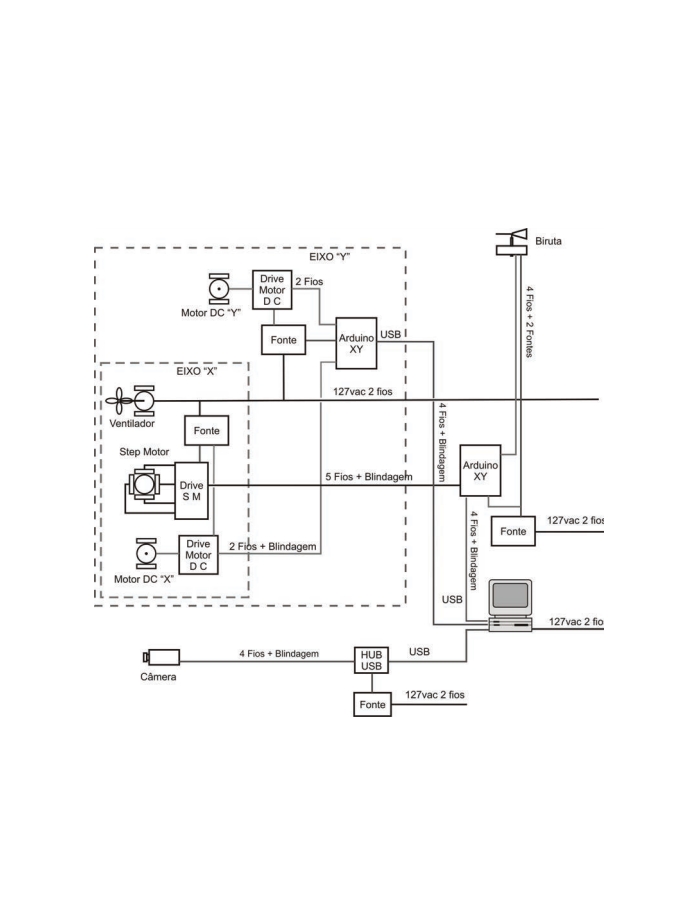 Biruta
4 Fios + 2 Fontes
EIXO “Y”
Drive
Motor
D C
2 Fios
Motor DC “Y”
Fonte
Arduino
XY
USB
EIXO “X”
127vac 2 fios
Ventilador
Fonte
4 Fios + Blindagem
Step Motor
Drive
S M
5 Fios + Blindagem
Arduino
XY
4 Fios + Blindagem
Fonte
127vac 2 fios
Drive
Motor
D C
2 Fios + Blindagem
Motor DC “X”
USB
127vac 2 fio
4 Fios + Blindagem
HUB
USB
USB
Câmera
Fonte
127vac 2 fios